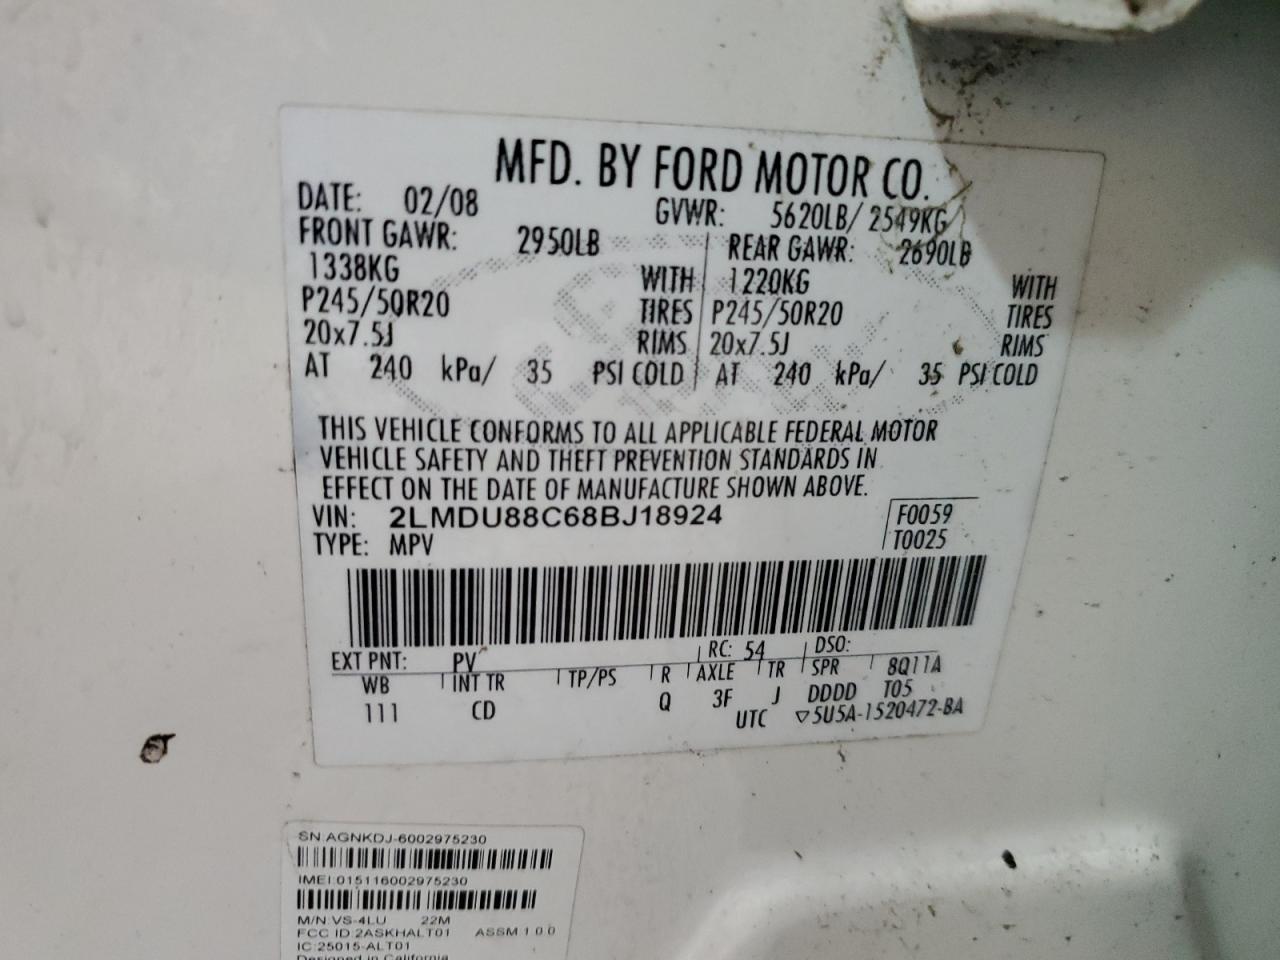 MFD. BY FORD MOTOR CO.
DATE: 02/08 GVWR: 5620LB/ 2549KG
FRONT GAWR: 2950LB REAR GAWR: 2690LB
1338KG WITH 1220KG WITH
P245/50R20 TIRES P245/50R20 TIRES
20x7.5J RIMS 20x7.5J RIMS
AT 240 kPa/ 35 PSI COLD AT 240 kPa/ 35 PSI COLD
THIS VEHICLE CONFORMS TO ALL APPLICABLE FEDERAL MOTOR
VEHICLE SAFETY AND THEFT PREVENTION STANDARDS IN
EFFECT ON THE DATE OF MANUFACTURE SHOWN ABOVE.
VIN: 2LMDU88C68BJ18924 F0059
TYPE: MPV T0025
EXT PNT: PV RC: 54 DSO:
WB INT TR TP/PS R AXLE TR SPR 8Q11A
111 CD Q 3F J DDDD T05
UTC ▽5U5A-1520472-BA
SN:AGNKDJ-6002975230
IMEI:015116002975230
M/N:VS-4LU 22M
FCC ID:2ASKHALT01 ASSM 1 0 0
IC:25015-ALT01
Designed in California